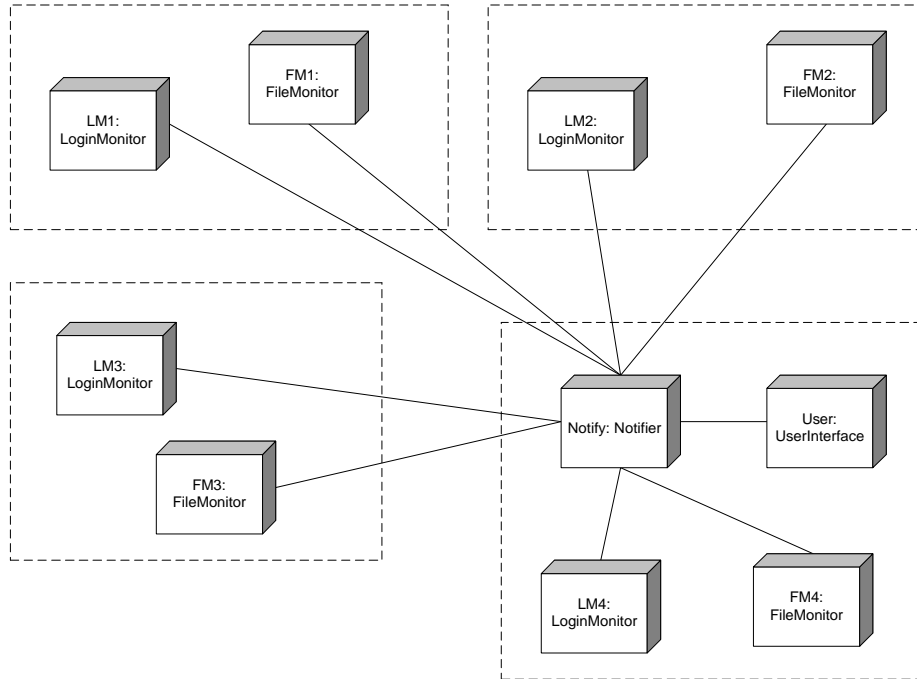 FM1:
FileMonitor
LM1:
LoginMonitor
FM2:
FileMonitor
LM2:
LoginMonitor
LM3:
LoginMonitor
FM3:
FileMonitor
Notify: Notifier
User:
UserInterface
LM4:
LoginMonitor
FM4:
FileMonitor